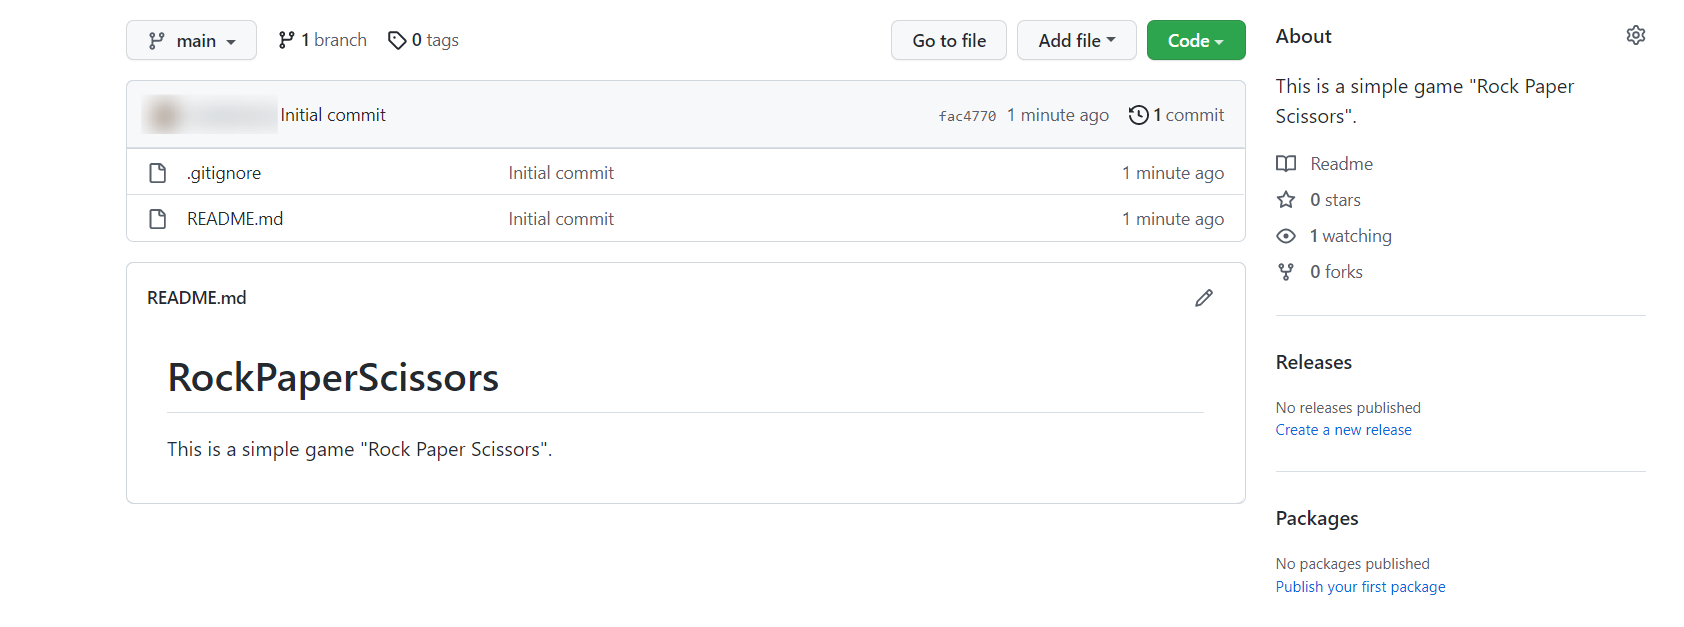 main
1 branch
0 tags
Go to file
Add file
Code
Initial commit
fac4770 1 minute ago
1 commit
.gitignore Initial commit 1 minute ago
README.md Initial commit 1 minute ago
README.md
RockPaperScissors
This is a simple game "Rock Paper Scissors".
About
This is a simple game "Rock Paper
Scissors".
Readme
0 stars
1 watching
0 forks
Releases
No releases published
Create a new release
Packages
No packages published
Publish your first package